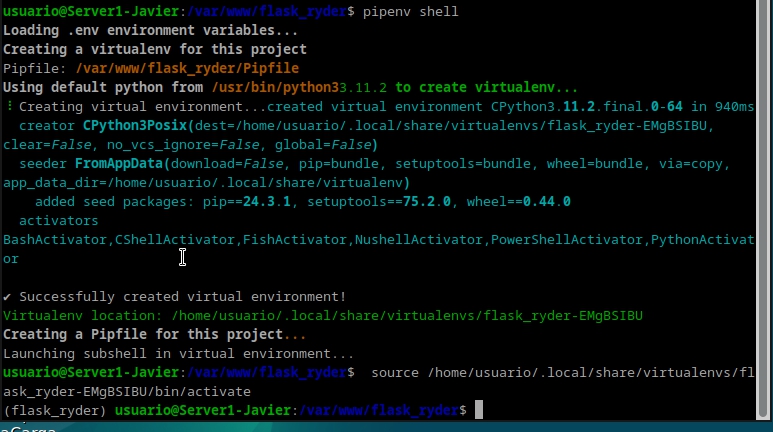 usuario@Server1-Javier:/var/www/flask_ryder$ pipenv shell
Loading .env environment variables...
Creating a virtualenv for this project
Pipfile: /var/www/flask_ryder/Pipfile
Using default python from /usr/bin/python33.11.2 to create virtualenv...
⠸ Creating virtual environment...created virtual environment CPython3.11.2.final.0-64 in 940ms
  creator CPython3Posix(dest=/home/usuario/.local/share/virtualenvs/flask_ryder-EMgBSIBU,
clear=False, no_vcs_ignore=False, global=False)
  seeder FromAppData(download=False, pip=bundle, setuptools=bundle, wheel=bundle, via=copy,
app_data_dir=/home/usuario/.local/share/virtualenv)
    added seed packages: pip==24.3.1, setuptools==75.2.0, wheel==0.44.0
  activators
BashActivator,CShellActivator,FishActivator,NushellActivator,PowerShellActivator,PythonActivat
or
✔ Successfully created virtual environment!
Virtualenv location: /home/usuario/.local/share/virtualenvs/flask_ryder-EMgBSIBU
Creating a Pipfile for this project...
Launching subshell in virtual environment...
usuario@Server1-Javier:/var/www/flask_ryder$  source /home/usuario/.local/share/virtualenvs/fl
ask_ryder-EMgBSIBU/bin/activate
(flask_ryder) usuario@Server1-Javier:/var/www/flask_ryder$